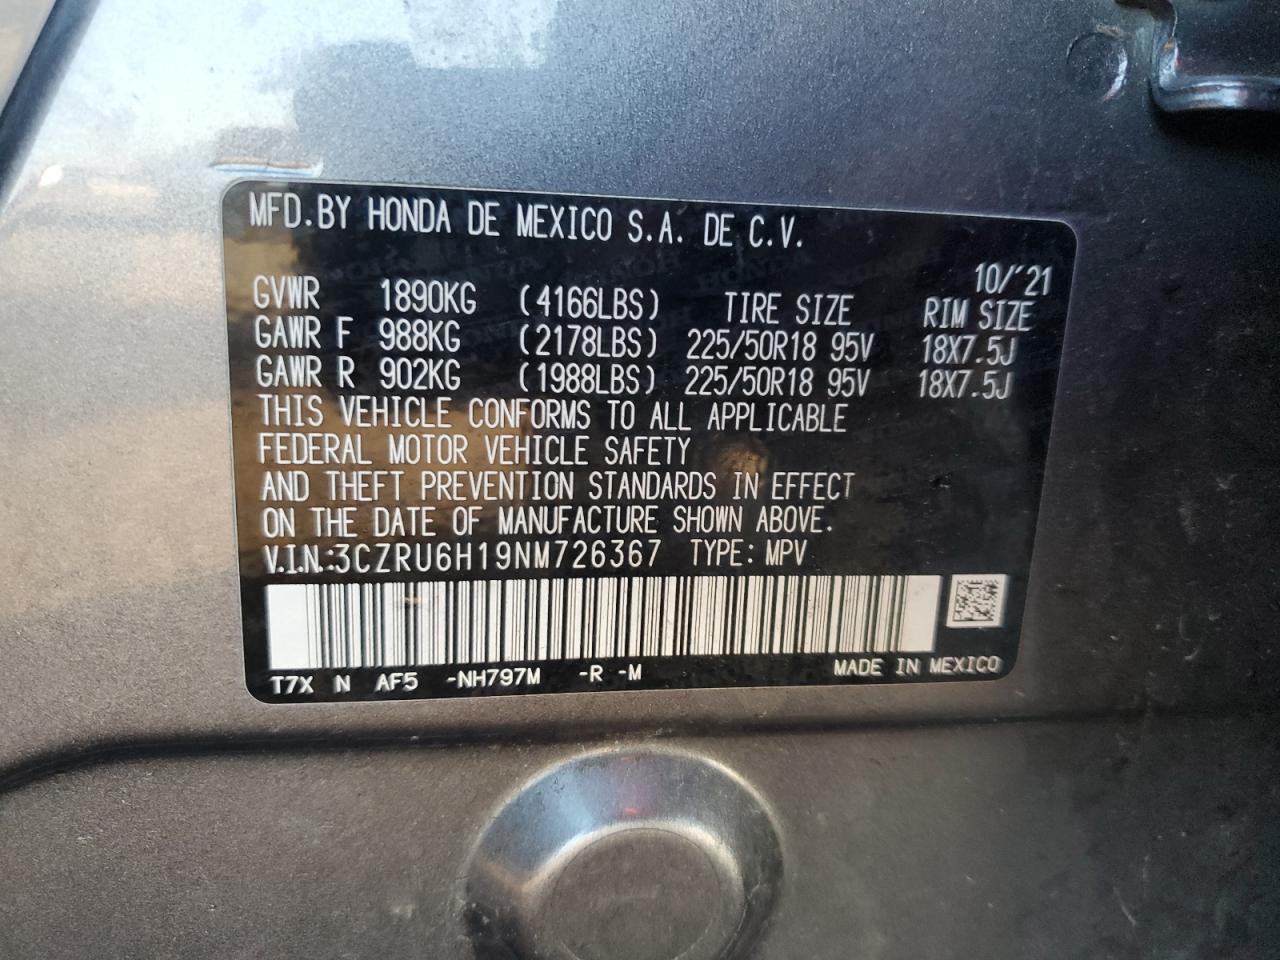 MFD.BY HONDA DE MEXICO S.A. DE C.V.
10/'21
GVWR 1890KG (4166LBS) TIRE SIZE RIM SIZE
GAWR F 988KG (2178LBS) 225/50R18 95V 18X7.5J
GAWR R 902KG (1988LBS) 225/50R18 95V 18X7.5J
THIS VEHICLE CONFORMS TO ALL APPLICABLE
FEDERAL MOTOR VEHICLE SAFETY
AND THEFT PREVENTION STANDARDS IN EFFECT
ON THE DATE OF MANUFACTURE SHOWN ABOVE.
V.I.N.:3CZRU6H19NM726367 TYPE: MPV
T7X N AF5 -NH797M -R -M MADE IN MEXICO